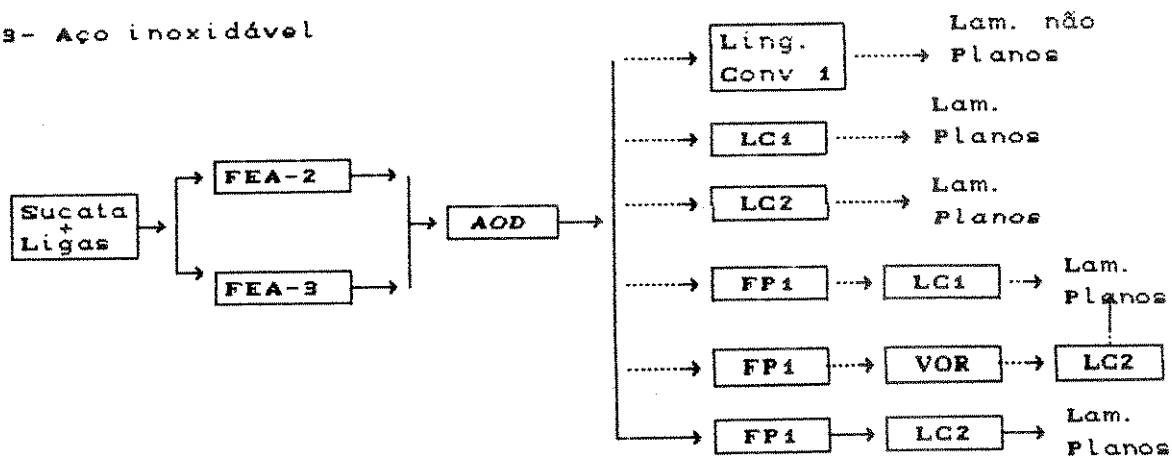 3- Aço inoxidável
Ling.
Conv 1
Lam. não
Planos
LC1
Lam.
Planos
Sucata
+
Ligas
FEA-2
FEA-3
AOD
LC2
Lam.
Planos
FP1
LC1
Lam.
Planos
FP1
VOR
LC2
FP1
LC2
Lam.
Planos